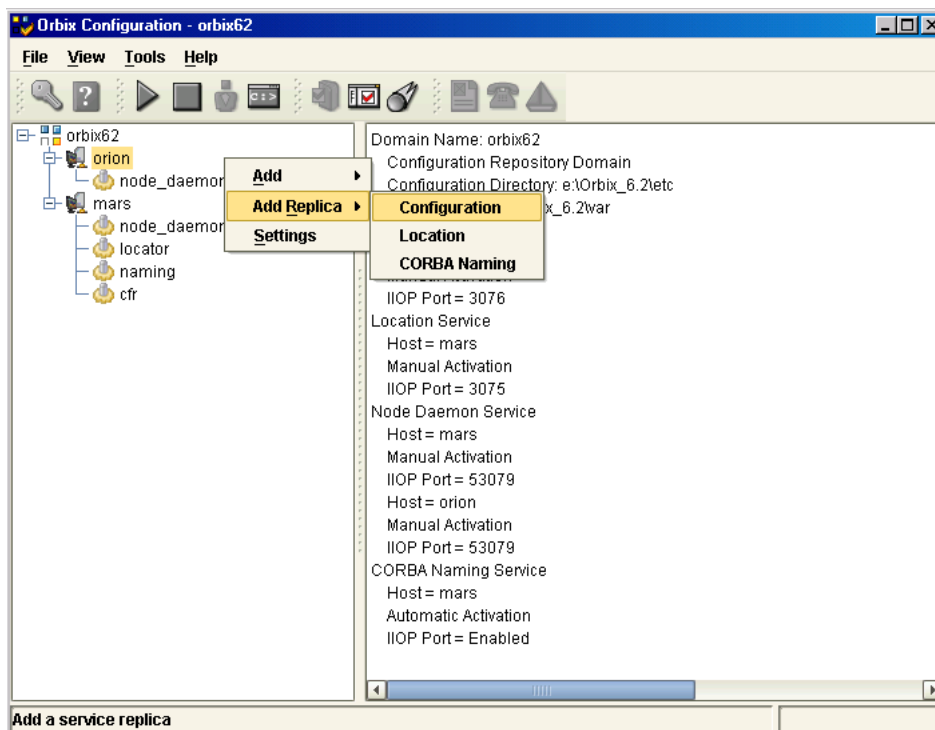 Orbix Configuration - orbix62
File View Tools Help
orbix62
orion
node_daemon
mars
node_daemon
locator
naming
cfr
Add
Add Replica
Settings
Configuration
Location
CORBA Naming
Domain Name: orbix62
Configuration Repository Domain
Configuration Directory: e:\Orbix_6.2\etc
x_6.2\var
IIOP Port = 3076
Location Service
Host = mars
Manual Activation
IIOP Port = 3075
Node Daemon Service
Host = mars
Manual Activation
IIOP Port = 53079
Host = orion
Manual Activation
IIOP Port = 53079
CORBA Naming Service
Host = mars
Automatic Activation
IIOP Port = Enabled
Add a service replica